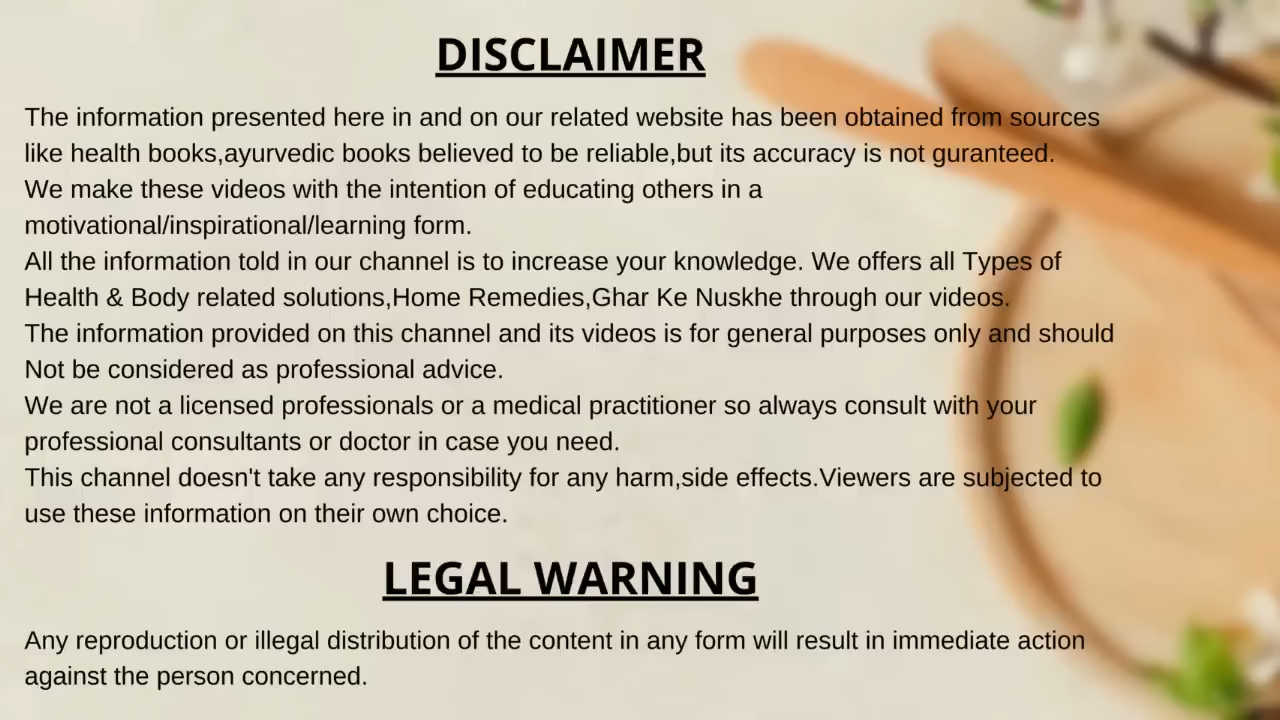 DISCLAIMER
The information presented here in and on our related website has been obtained from sources
like health books,ayurvedic books believed to be reliable,but its accuracy is not guranteed.
We make these videos with the intention of educating others in a
motivational/inspirational/learning form.
All the information told in our channel is to increase your knowledge. We offers all Types of
Health & Body related solutions,Home Remedies,Ghar Ke Nuskhe through our videos.
The information provided on this channel and its videos is for general purposes only and should
Not be considered as professional advice.
We are not a licensed professionals or a medical practitioner so always consult with your
professional consultants or doctor in case you need.
This channel doesn't take any responsibility for any harm,side effects.Viewers are subjected to
use these information on their own choice.
LEGAL WARNING
Any reproduction or illegal distribution of the content in any form will result in immediate action
against the person concerned.